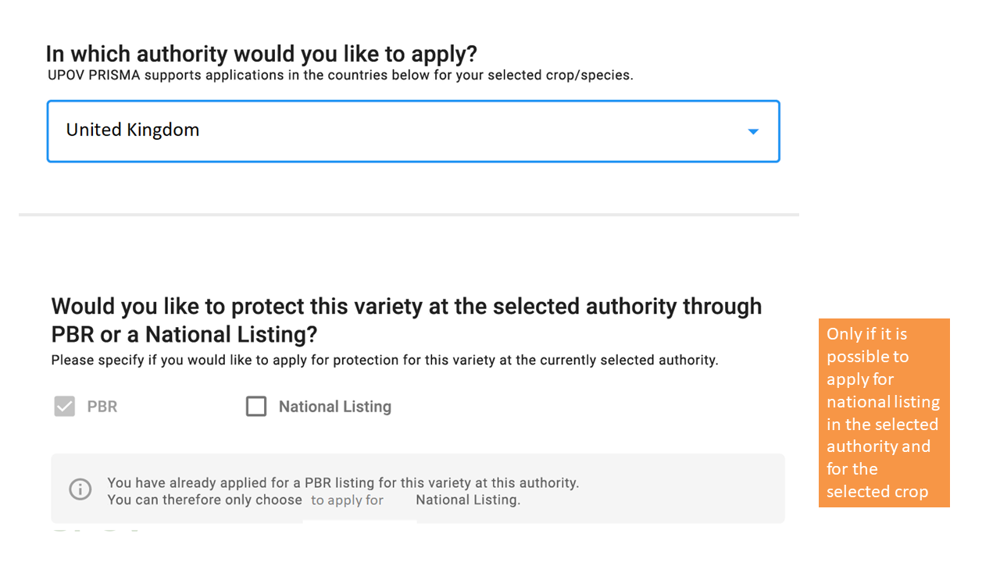 In which authority would you like to apply?
UPOV PRISMA supports applications in the countries below for your selected crop/species.
United Kingdom
Would you like to protect this variety at the selected authority through
PBR or a National Listing?
Please specify if you would like to apply for protection for this variety at the currently selected authority.
PBR
National Listing
You have already applied for a PBR listing for this variety at this authority.
You can therefore only choose to apply for National Listing.
Only if it is
possible to
apply for
national listing
in the selected
authority and
for the
selected crop